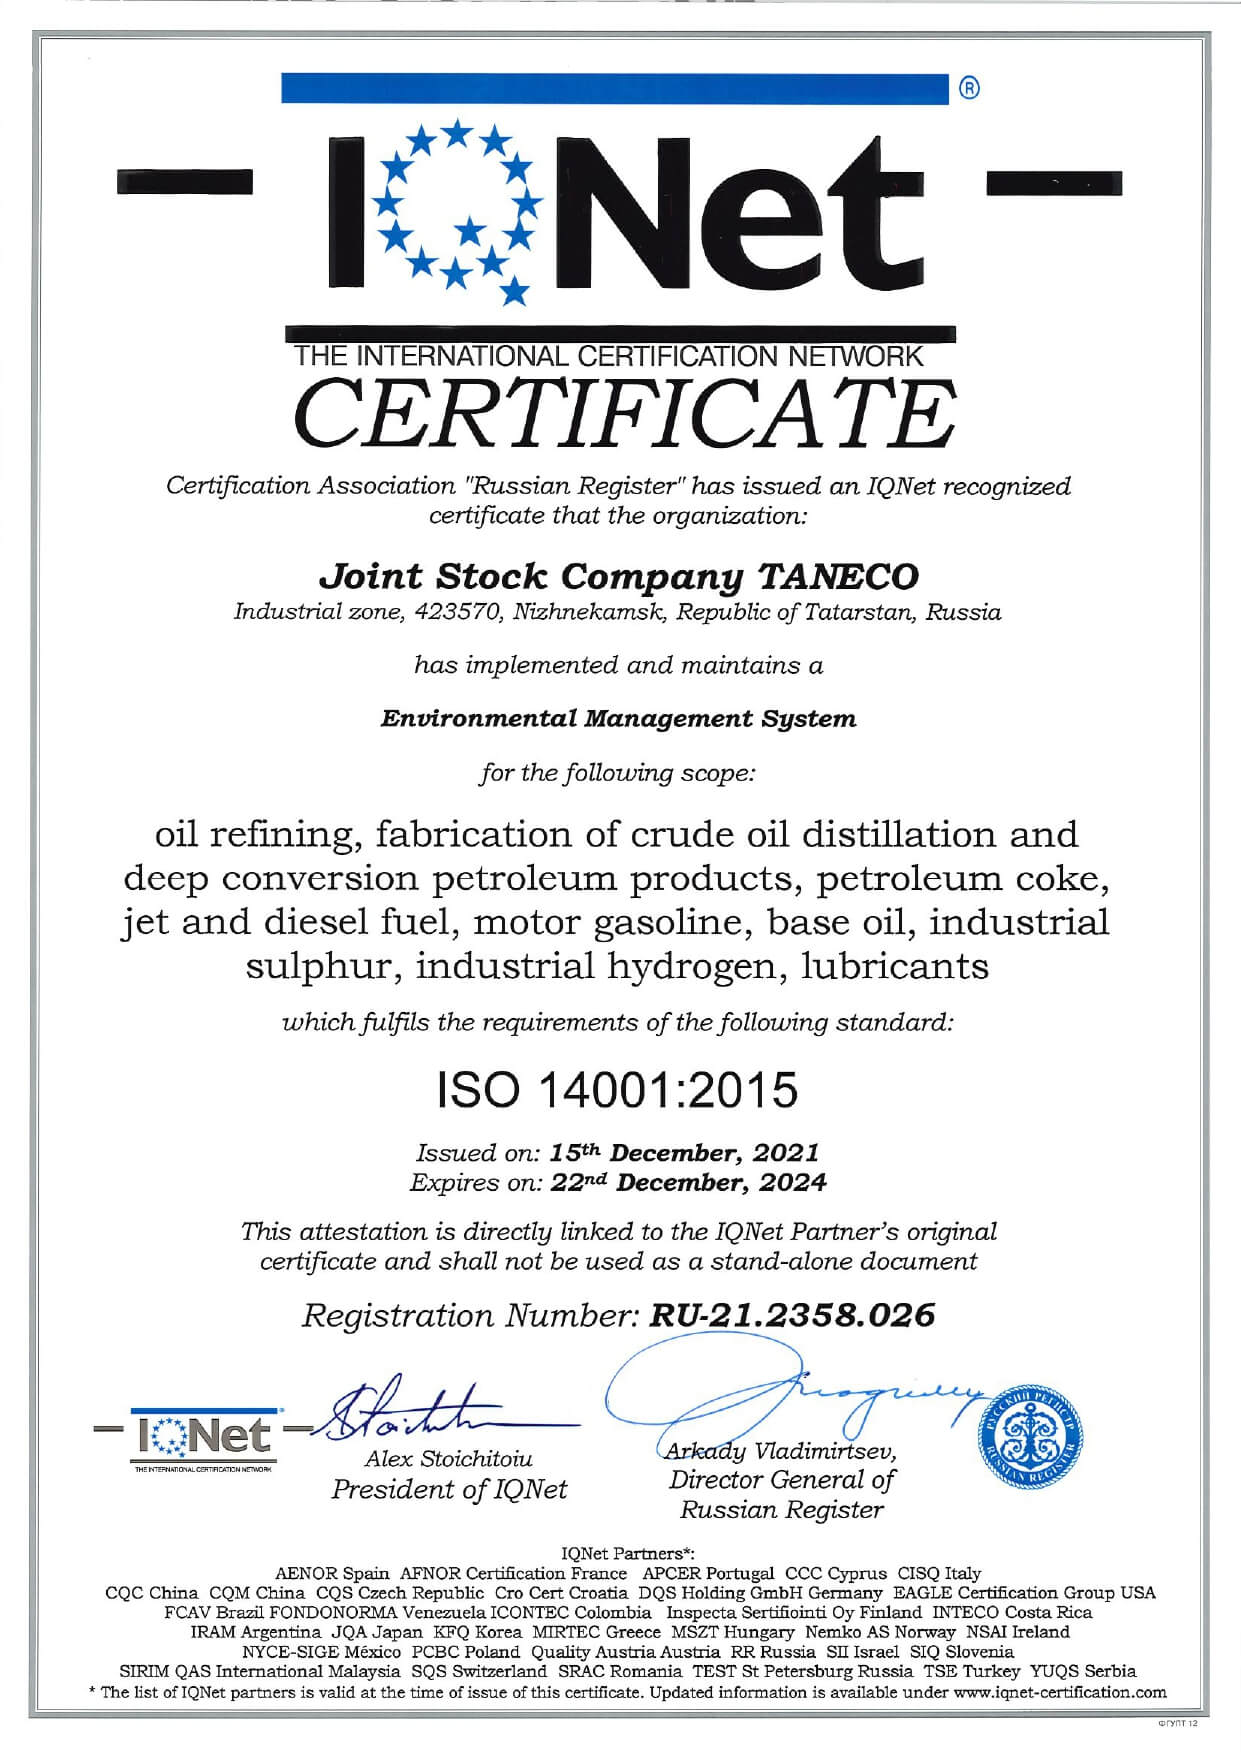 ®
IQNet
THE INTERNATIONAL CERTIFICATION NETWORK
CERTIFICATE
Certification Association "Russian Register" has issued an IQNet recognized
certificate that the organization:
Joint Stock Company TANECO
Industrial zone, 423570, Nizhnekamsk, Republic of Tatarstan, Russia
has implemented and maintains a
Environmental Management System
for the following scope:
oil refining, fabrication of crude oil distillation and
deep conversion petroleum products, petroleum coke,
jet and diesel fuel, motor gasoline, base oil, industrial
sulphur, industrial hydrogen, lubricants
which fulfils the requirements of the following standard:
ISO 14001:2015
Issued on: 15th December, 2021
Expires on: 22nd December, 2024
This attestation is directly linked to the IQNet Partner's original
certificate and shall not be used as a stand-alone document
Registration Number: RU-21.2358.026
IQNet
THE INTERNATIONAL CERTIFICATION NETWORK
Alex Stoichitoiu
President of IQNet
Arkady Vladimirtsev,
Director General of
Russian Register
РУССКИЙ РЕГИСТР
RUSSIAN REGISTER
IQNet Partners*:
AENOR Spain AFNOR Certification France APCER Portugal CCC Cyprus CISQ Italy
CQC China CQM China CQS Czech Republic Cro Cert Croatia DQS Holding GmbH Germany EAGLE Certification Group USA
FCAV Brazil FONDONORMA Venezuela ICONTEC Colombia Inspecta Sertifiointi Oy Finland INTECO Costa Rica
IRAM Argentina JQA Japan KFQ Korea MIRTEC Greece MSZT Hungary Nemko AS Norway NSAI Ireland
NYCE-SIGE México PCBC Poland Quality Austria Austria RR Russia SII Israel SIQ Slovenia
SIRIM QAS International Malaysia SQS Switzerland SRAC Romania TEST St Petersburg Russia TSE Turkey YUQS Serbia
* The list of IQNet partners is valid at the time of issue of this certificate. Updated information is available under www.iqnet-certification.com
ФГУПТ 12